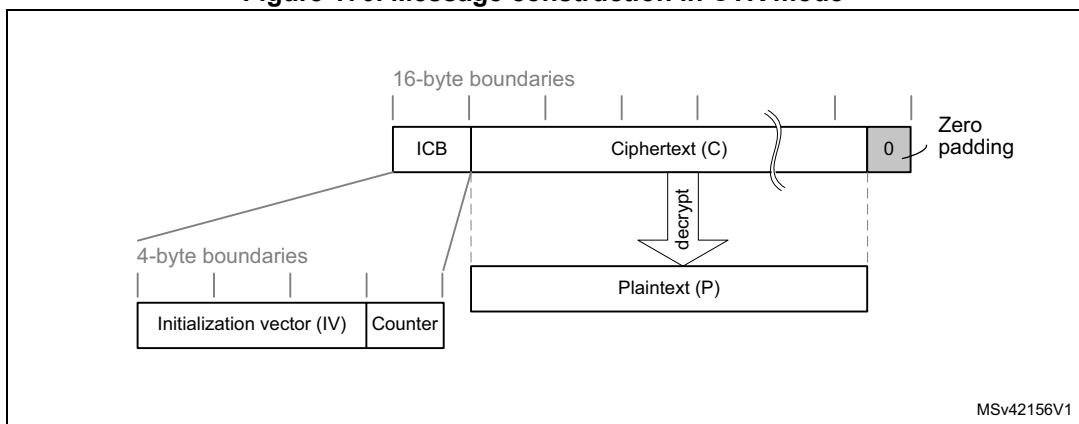 Figure Message construction in CTR mode
16-byte boundaries
ICB
Ciphertext (C)
0
Zero
padding
decrypt
4-byte boundaries
Initialization vector (IV)
Counter
Plaintext (P)
MSv42156V1